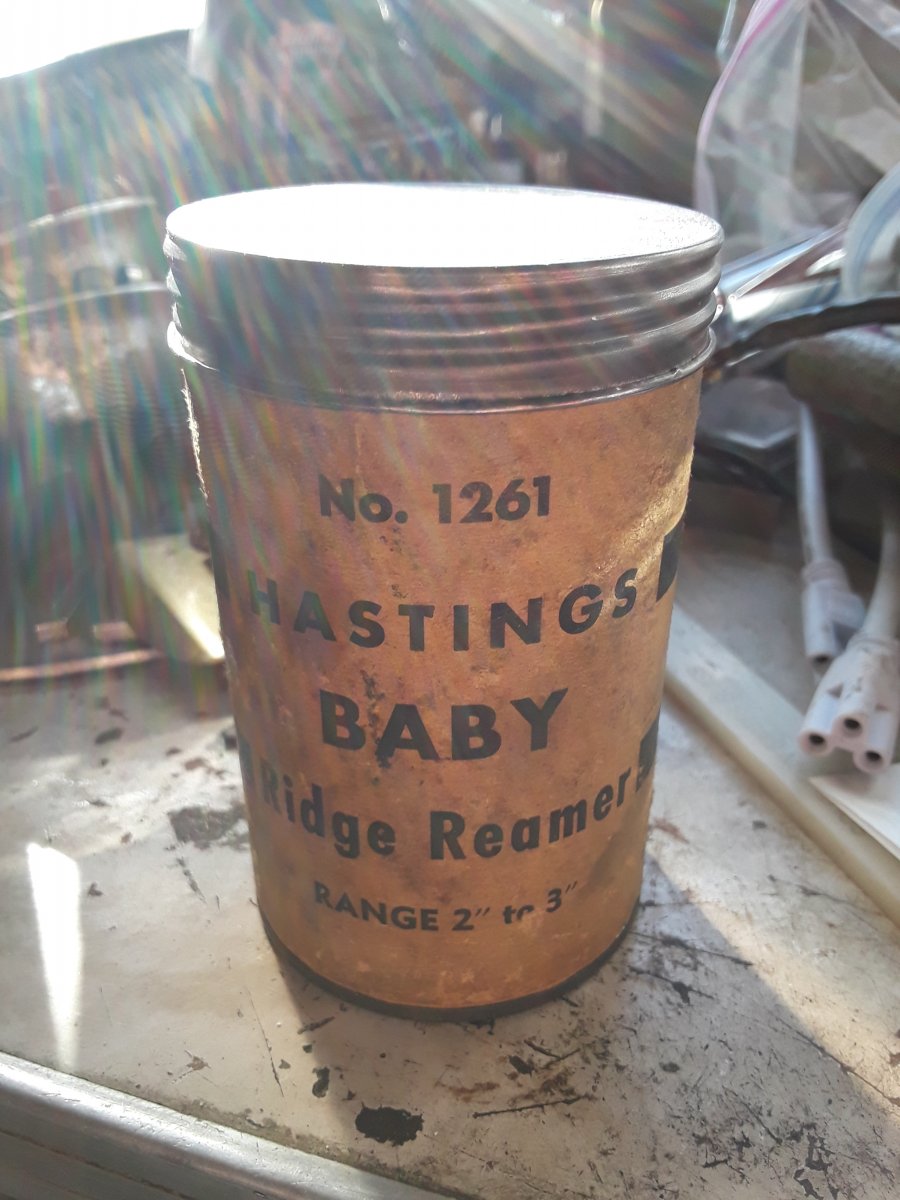 No. 1261
HASTINGS
BABY
Ridge Reamer
RANGE 2" to 3"